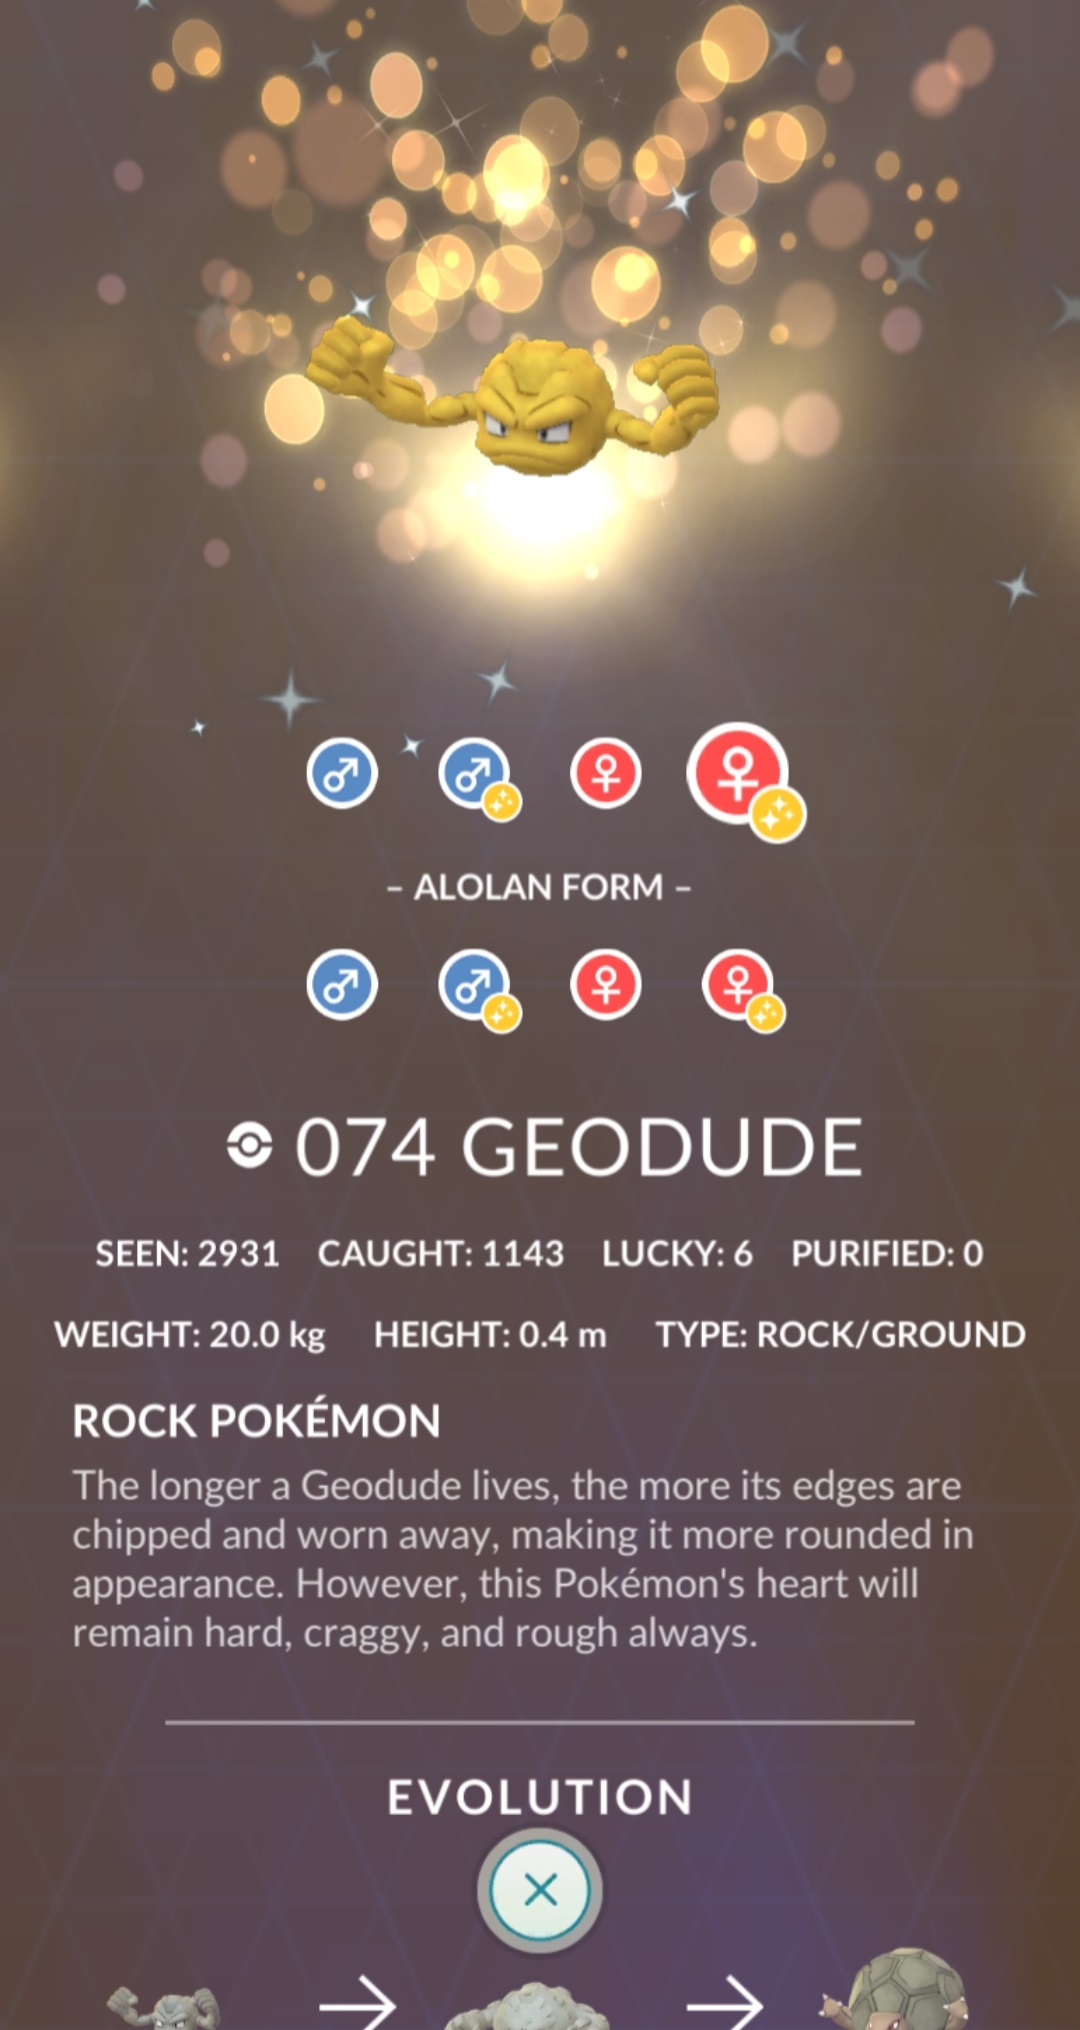 – ALOLAN FORM –
074 GEODUDE
SEEN: 2931 CAUGHT: 1143 LUCKY: 6 PURIFIED: 0
WEIGHT: 20.0 kg HEIGHT: 0.4 m TYPE: ROCK/GROUND
ROCK POKÉMON
The longer a Geodude lives, the more its edges are
chipped and worn away, making it more rounded in
appearance. However, this Pokémon's heart will
remain hard, craggy, and rough always.
EVOLUTION